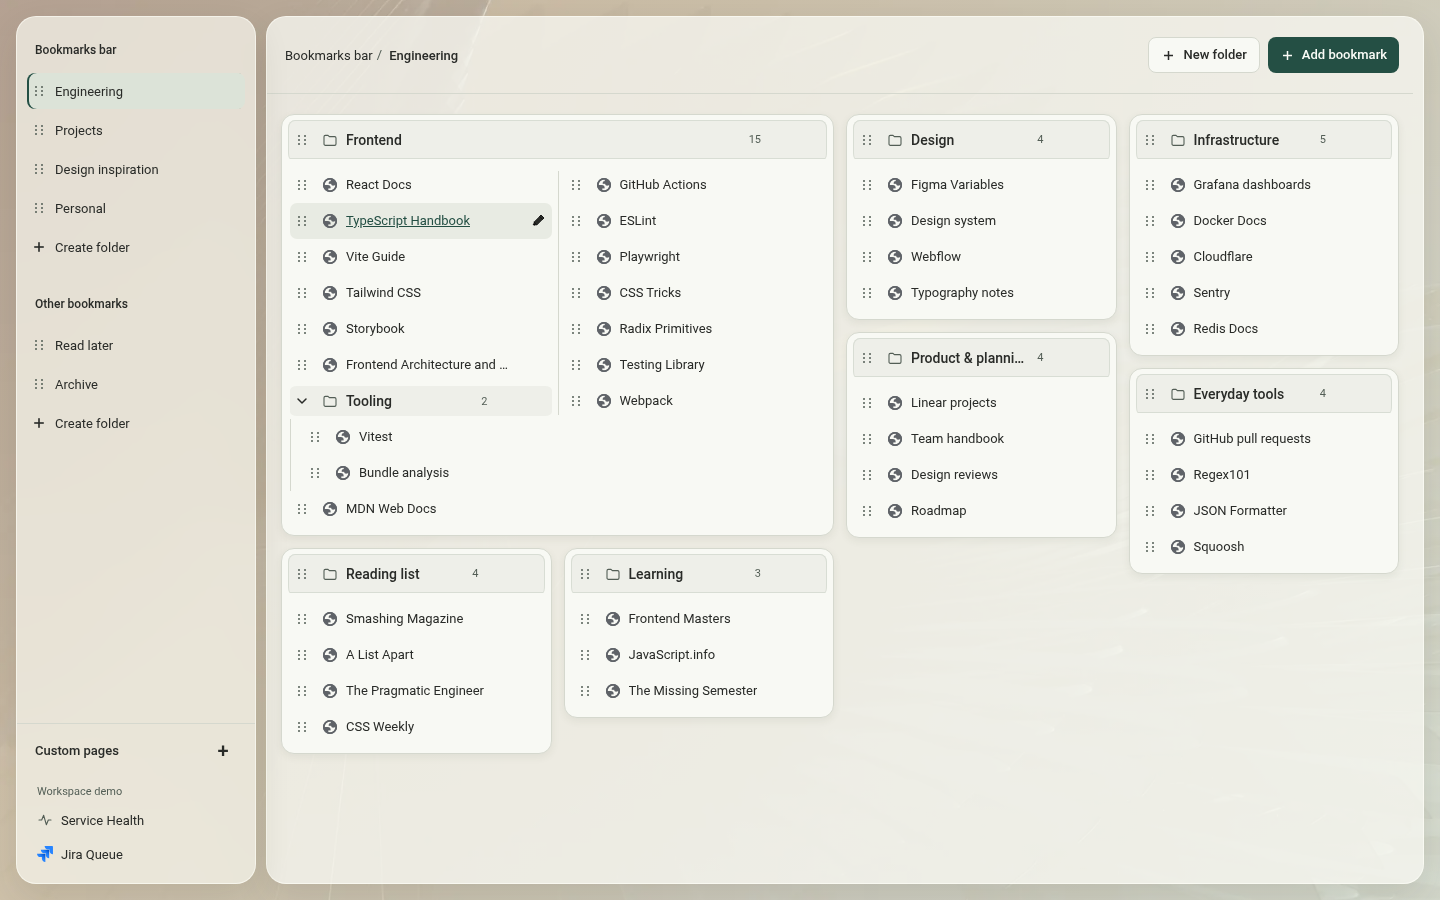 Bookmarks bar
Engineering
Projects
Design inspiration
Personal
Create folder
Other bookmarks
Read later
Archive
Create folder
Custom pages
Workspace demo
Service Health
Jira Queue
Bookmarks bar / Engineering
New folder
Add bookmark
Frontend 15
React Docs
TypeScript Handbook
Vite Guide
Tailwind CSS
Storybook
Frontend Architecture and ...
Tooling 2
Vitest
Bundle analysis
MDN Web Docs
GitHub Actions
ESLint
Playwright
CSS Tricks
Radix Primitives
Testing Library
Webpack
Design 4
Figma Variables
Design system
Webflow
Typography notes
Infrastructure 5
Grafana dashboards
Docker Docs
Cloudflare
Sentry
Redis Docs
Product & planni... 4
Linear projects
Team handbook
Design reviews
Roadmap
Everyday tools 4
GitHub pull requests
Regex101
JSON Formatter
Squoosh
Reading list 4
Smashing Magazine
A List Apart
The Pragmatic Engineer
CSS Weekly
Learning 3
Frontend Masters
JavaScript.info
The Missing Semester